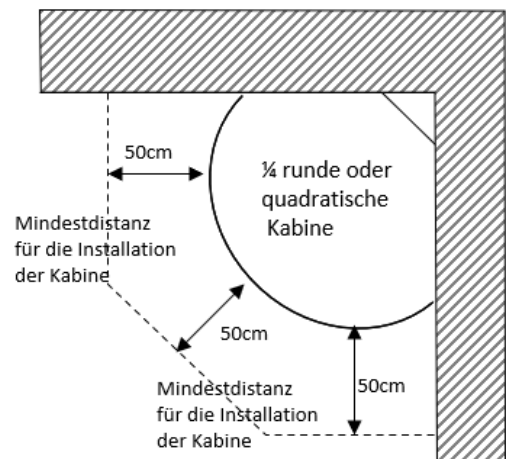 50cm
¼ runde oder
quadratische
Kabine
Mindestdistanz
für die Installation
der Kabine
50cm
50cm
Mindestdistanz
für die Installation
der Kabine